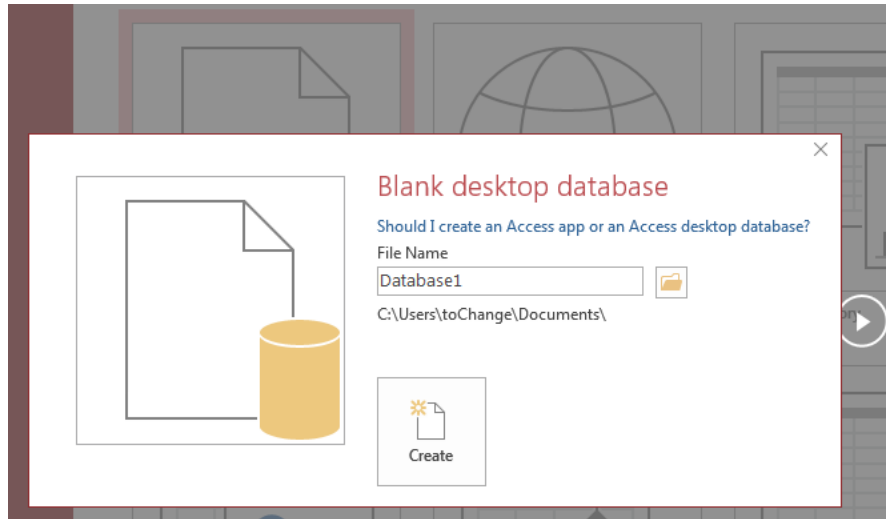 Blank desktop database
Should I create an Access app or an Access desktop database?
File Name
Database1
C:\Users\toChange\Documents\
Create